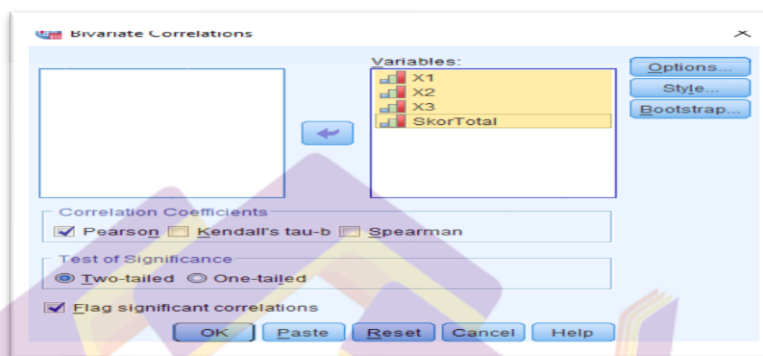 Bivariate Correlations
Variables:
X1
X2
X3
SkorTotal
Options...
Style...
Bootstrap...
Correlation Coefficients
Pearson Kendall's tau-b Spearman
Test of Significance
Two-tailed One-tailed
Flag significant correlations
OK Paste Reset Cancel Help